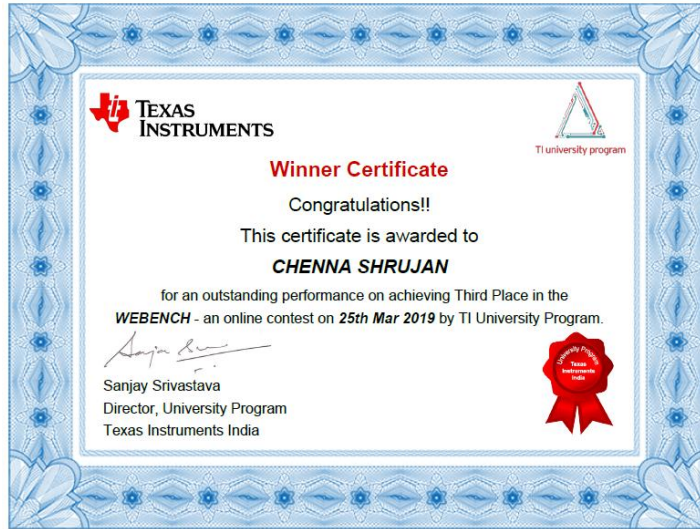 TEXAS
INSTRUMENTS
TI university program
Winner Certificate
Congratulations!!
This certificate is awarded to
CHENNA SHRUJAN
for an outstanding performance on achieving Third Place in the
WEBENCH - an online contest on 25th Mar 2019 by TI University Program.
Sanjay Srivastava
Director, University Program
Texas Instruments India
University Program
Texas
Instruments
India